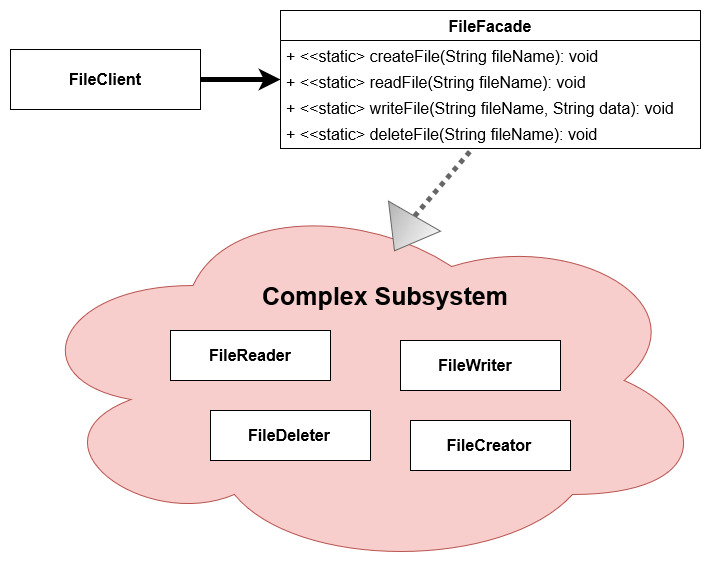 FileFacade
FileClient
+ <<static> createFile(String fileName): void
+ <<static> readFile(String fileName): void
+ <<static> writeFile(String fileName, String data): void
+ <<static> deleteFile(String fileName): void
Complex Subsystem
FileReader
FileWriter
FileDeleter
FileCreator